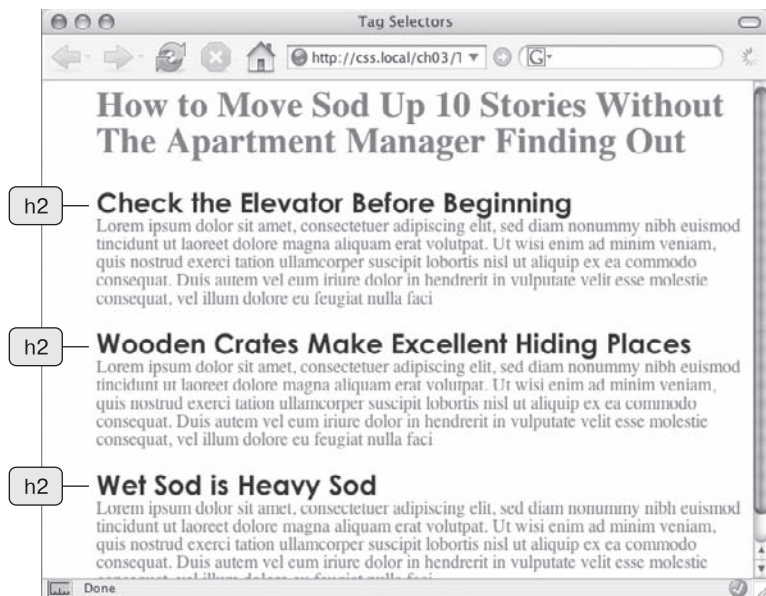 Tag Selectors
http://css.local/ch03/1
G
How to Move Sod Up 10 Stories Without
The Apartment Manager Finding Out
h2
Check the Elevator Before Beginning
Lorem ipsum dolor sit amet, consectetuer adipiscing elit, sed diam nonummy nibh euismod
tincidunt ut laoreet dolore magna aliquam erat volutpat. Ut wisi enim ad minim veniam,
quis nostrud exerci tation ullamcorper suscipit lobortis nisl ut aliquip ex ea commodo
consequat. Duis autem vel eum iriure dolor in hendrerit in vulputate velit esse molestie
consequat, vel illum dolore eu feugiat nulla faci
h2
Wooden Crates Make Excellent Hiding Places
Lorem ipsum dolor sit amet, consectetuer adipiscing elit, sed diam nonummy nibh euismod
tincidunt ut laoreet dolore magna aliquam erat volutpat. Ut wisi enim ad minim veniam,
quis nostrud exerci tation ullamcorper suscipit lobortis nisl ut aliquip ex ea commodo
consequat. Duis autem vel eum iriure dolor in hendrerit in vulputate velit esse molestie
consequat, vel illum dolore eu feugiat nulla faci
h2
Wet Sod is Heavy Sod
Lorem ipsum dolor sit amet, consectetuer adipiscing elit, sed diam nonummy nibh euismod
tincidunt ut laoreet dolore magna aliquam erat volutpat. Ut wisi enim ad minim veniam,
quis nostrud exerci tation ullamcorper suscipit lobortis nisl ut aliquip ex ea commodo
consequat. Duis autem vel eum iriure dolor in hendrerit in vulputate velit esse molestie
Done